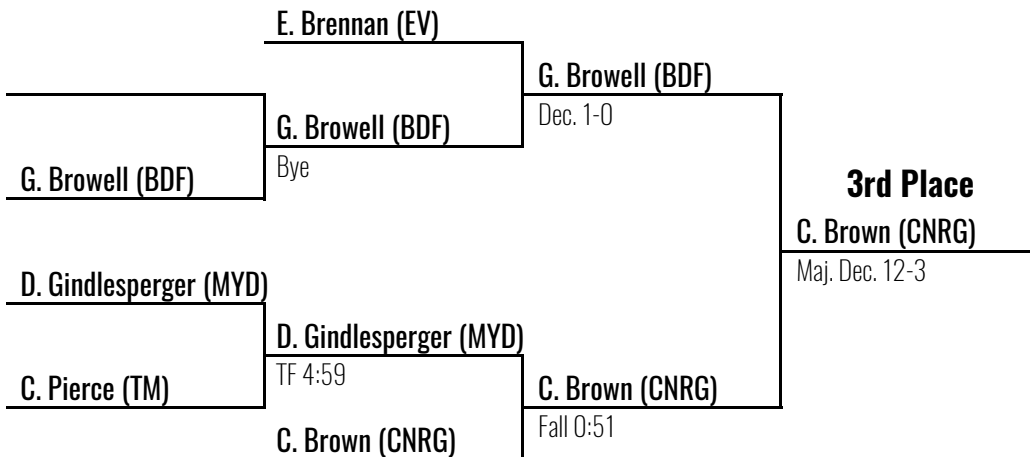 E. Brennan (EV)
G. Browell (BDF)
Dec. 1-0
G. Browell (BDF)
Bye
G. Browell (BDF)
3rd Place
C. Brown (CNRG)
Maj. Dec. 12-3
D. Gindlesperger (MYD)
D. Gindlesperger (MYD)
TF 4:59
C. Pierce (TM)
C. Brown (CNRG)
Fall 0:51
C. Brown (CNRG)